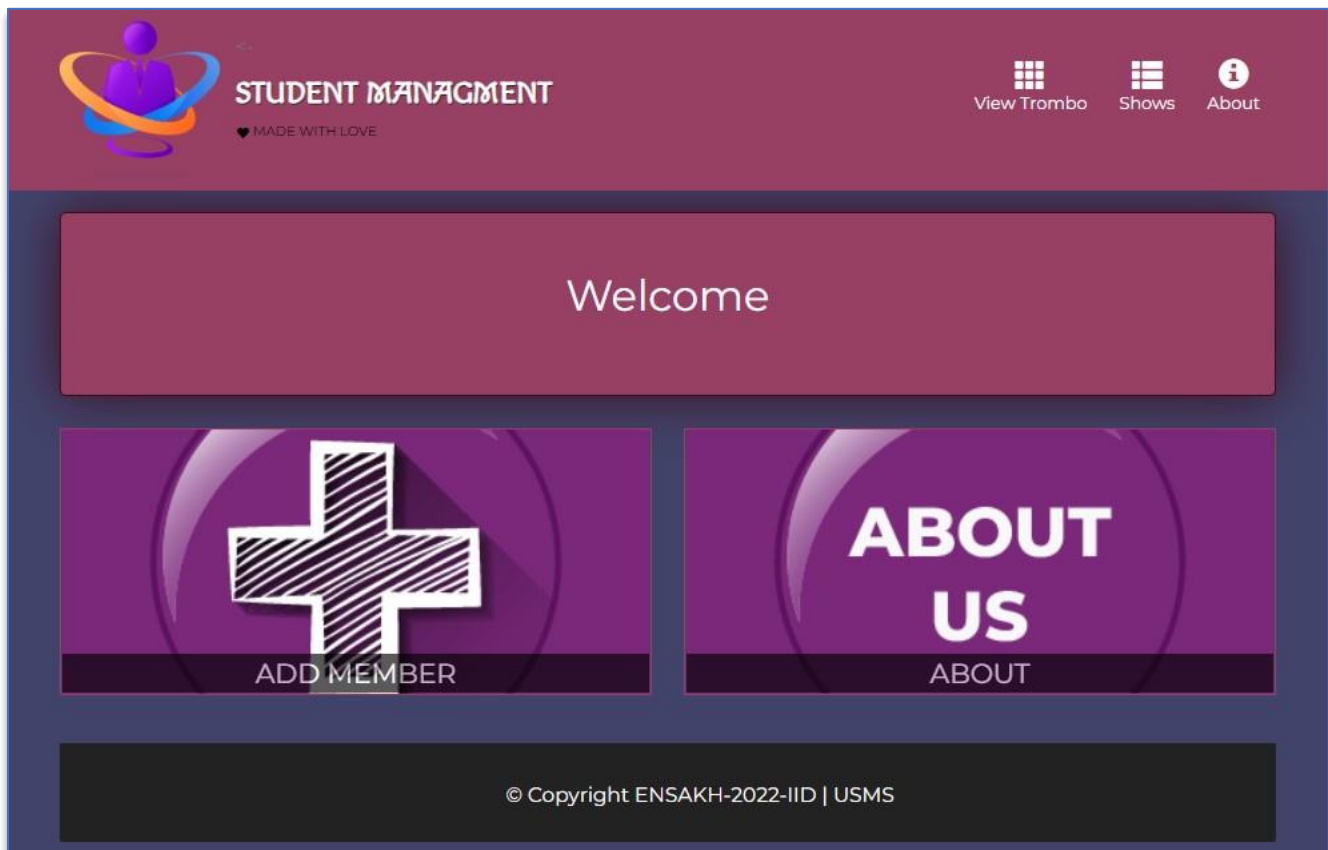 <-
STUDENT MANAGMENT
MADE WITH LOVE
View Trombo
Shows
About
Welcome
ADD MEMBER
ABOUT
US
ABOUT
© Copyright ENSAKH-2022-IID | USMS